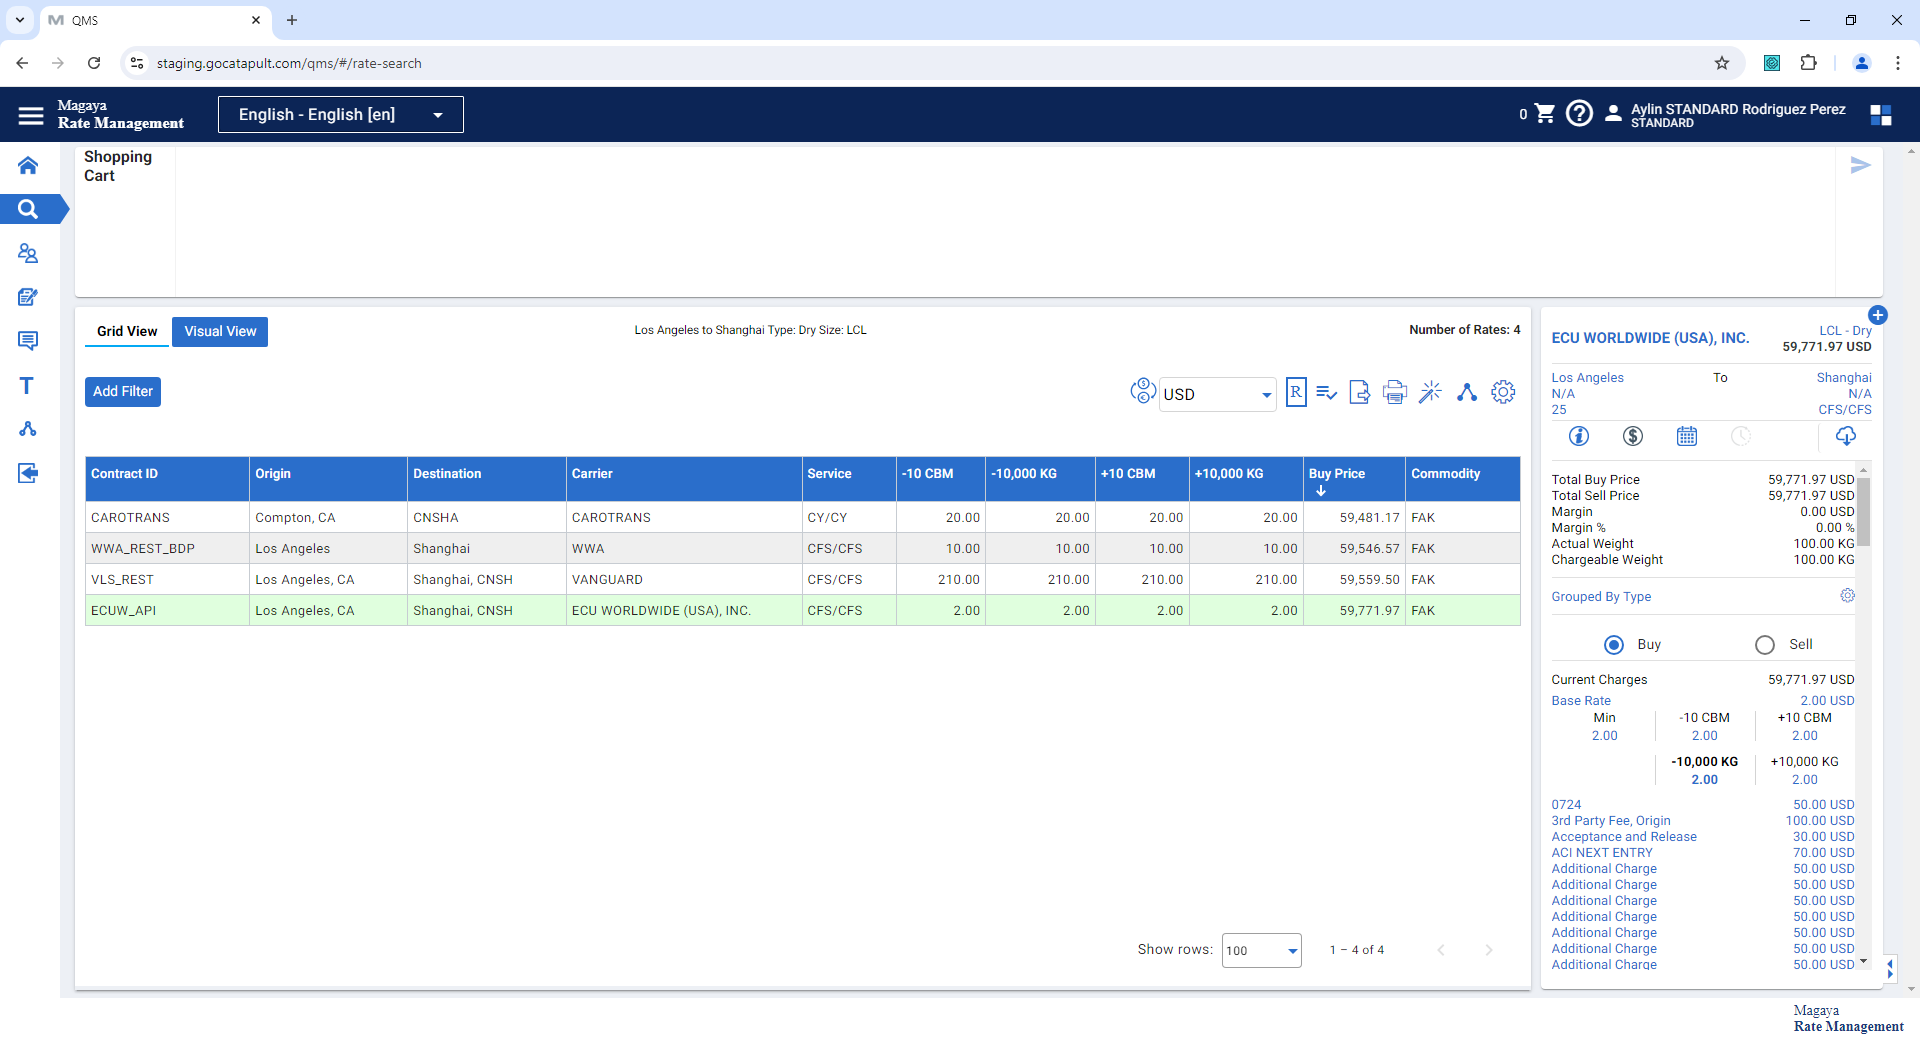 QMS
staging.gocatapult.com/qms/#/rate-search
Magaya
Rate Management
English - English [en]
0
Aylin STANDARD Rodriguez Perez
STANDARD
Shopping
Cart
Grid View
Visual View
Los Angeles to Shanghai Type: Dry Size: LCL
Number of Rates: 4
Add Filter
USD
R
Contract ID Origin Destination Carrier Service -10 CBM -10,000 KG +10 CBM +10,000 KG Buy Price Commodity
CAROTRANS Compton, CA CNSHA CAROTRANS CY/CY 20.00 20.00 20.00 20.00 59,481.17 FAK
WWA_REST_BDP Los Angeles Shanghai WWA CFS/CFS 10.00 10.00 10.00 10.00 59,546.57 FAK
VLS_REST Los Angeles, CA Shanghai, CNSH VANGUARD CFS/CFS 210.00 210.00 210.00 210.00 59,559.50 FAK
ECUW_API Los Angeles, CA Shanghai, CNSH ECU WORLDWIDE (USA), INC. CFS/CFS 2.00 2.00 2.00 2.00 59,771.97 FAK
Show rows: 100 1 – 4 of 4
ECU WORLDWIDE (USA), INC.
LCL - Dry
59,771.97 USD
Los Angeles To Shanghai
N/A N/A
25 CFS/CFS
Total Buy Price 59,771.97 USD
Total Sell Price 59,771.97 USD
Margin 0.00 USD
Margin % 0.00 %
Actual Weight 100.00 KG
Chargeable Weight 100.00 KG
Grouped By Type
Buy Sell
Current Charges 59,771.97 USD
Base Rate 2.00 USD
Min -10 CBM +10 CBM
2.00 2.00 2.00
-10,000 KG +10,000 KG
2.00 2.00
0724 50.00 USD
3rd Party Fee, Origin 100.00 USD
Acceptance and Release 30.00 USD
ACI NEXT ENTRY 70.00 USD
Additional Charge 50.00 USD
Additional Charge 50.00 USD
Additional Charge 50.00 USD
Additional Charge 50.00 USD
Additional Charge 50.00 USD
Additional Charge 50.00 USD
Additional Charge 50.00 USD
Magaya
Rate Management